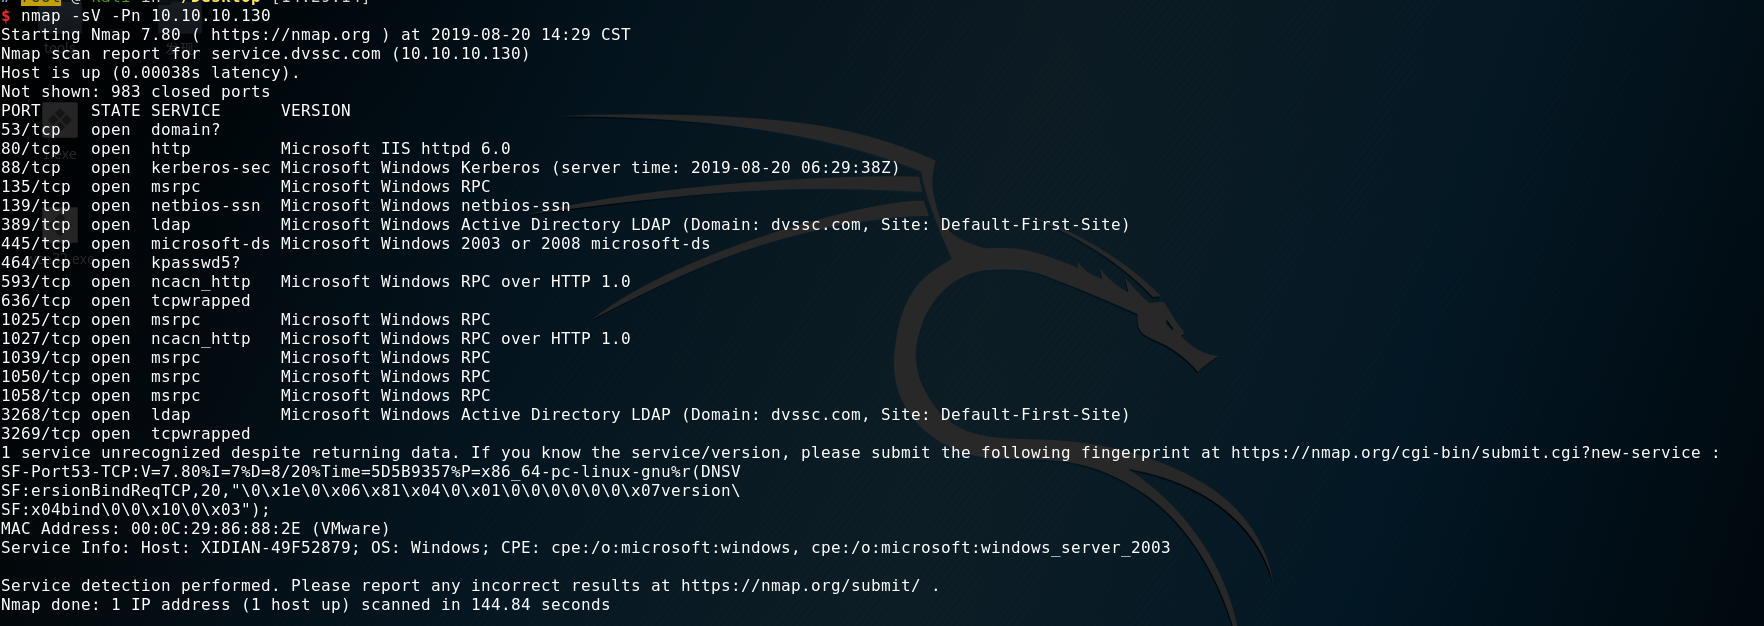 $ nmap -sV -Pn 10.10.10.130
Starting Nmap 7.80 ( https://nmap.org ) at 2019-08-20 14:29 CST
Nmap scan report for service.dvssc.com (10.10.10.130)
Host is up (0.00038s latency).
Not shown: 983 closed ports
PORT     STATE SERVICE      VERSION
53/tcp   open  domain?
80/tcp   open  http         Microsoft IIS httpd 6.0
88/tcp   open  kerberos-sec Microsoft Windows Kerberos (server time: 2019-08-20 06:29:38Z)
135/tcp  open  msrpc        Microsoft Windows RPC
139/tcp  open  netbios-ssn  Microsoft Windows netbios-ssn
389/tcp  open  ldap         Microsoft Windows Active Directory LDAP (Domain: dvssc.com, Site: Default-First-Site)
445/tcp  open  microsoft-ds Microsoft Windows 2003 or 2008 microsoft-ds
464/tcp  open  kpasswd5?
593/tcp  open  ncacn_http   Microsoft Windows RPC over HTTP 1.0
636/tcp  open  tcpwrapped
1025/tcp open  msrpc        Microsoft Windows RPC
1027/tcp open  ncacn_http   Microsoft Windows RPC over HTTP 1.0
1039/tcp open  msrpc        Microsoft Windows RPC
1050/tcp open  msrpc        Microsoft Windows RPC
1058/tcp open  msrpc        Microsoft Windows RPC
3268/tcp open  ldap         Microsoft Windows Active Directory LDAP (Domain: dvssc.com, Site: Default-First-Site)
3269/tcp open  tcpwrapped
1 service unrecognized despite returning data. If you know the service/version, please submit the following fingerprint at https://nmap.org/cgi-bin/submit.cgi?new-service :
SF-Port53-TCP:V=7.80%I=7%D=8/20%Time=5D5B9357%P=x86_64-pc-linux-gnu%r(DNSV
SF:ersionBindReqTCP,20,"\0\x1e\0\x06\x81\x04\0\x01\0\0\0\0\0\0\x07version\
SF:x04bind\0\0\x10\0\x03");
MAC Address: 00:0C:29:86:88:2E (VMware)
Service Info: Host: XIDIAN-49F52879; OS: Windows; CPE: cpe:/o:microsoft:windows, cpe:/o:microsoft:windows_server_2003
Service detection performed. Please report any incorrect results at https://nmap.org/submit/ .
Nmap done: 1 IP address (1 host up) scanned in 144.84 seconds